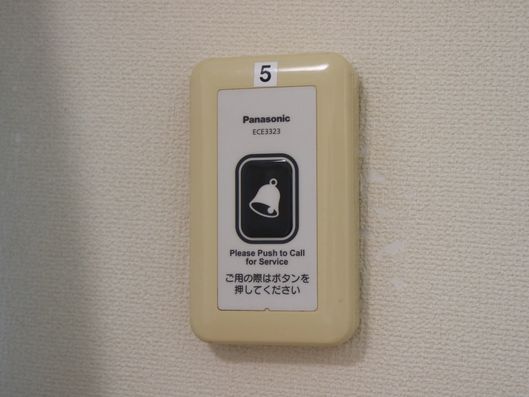 5
Panasonic
ECE3323
Please Push to Call
for Service
ご用の際はボタンを
押してください